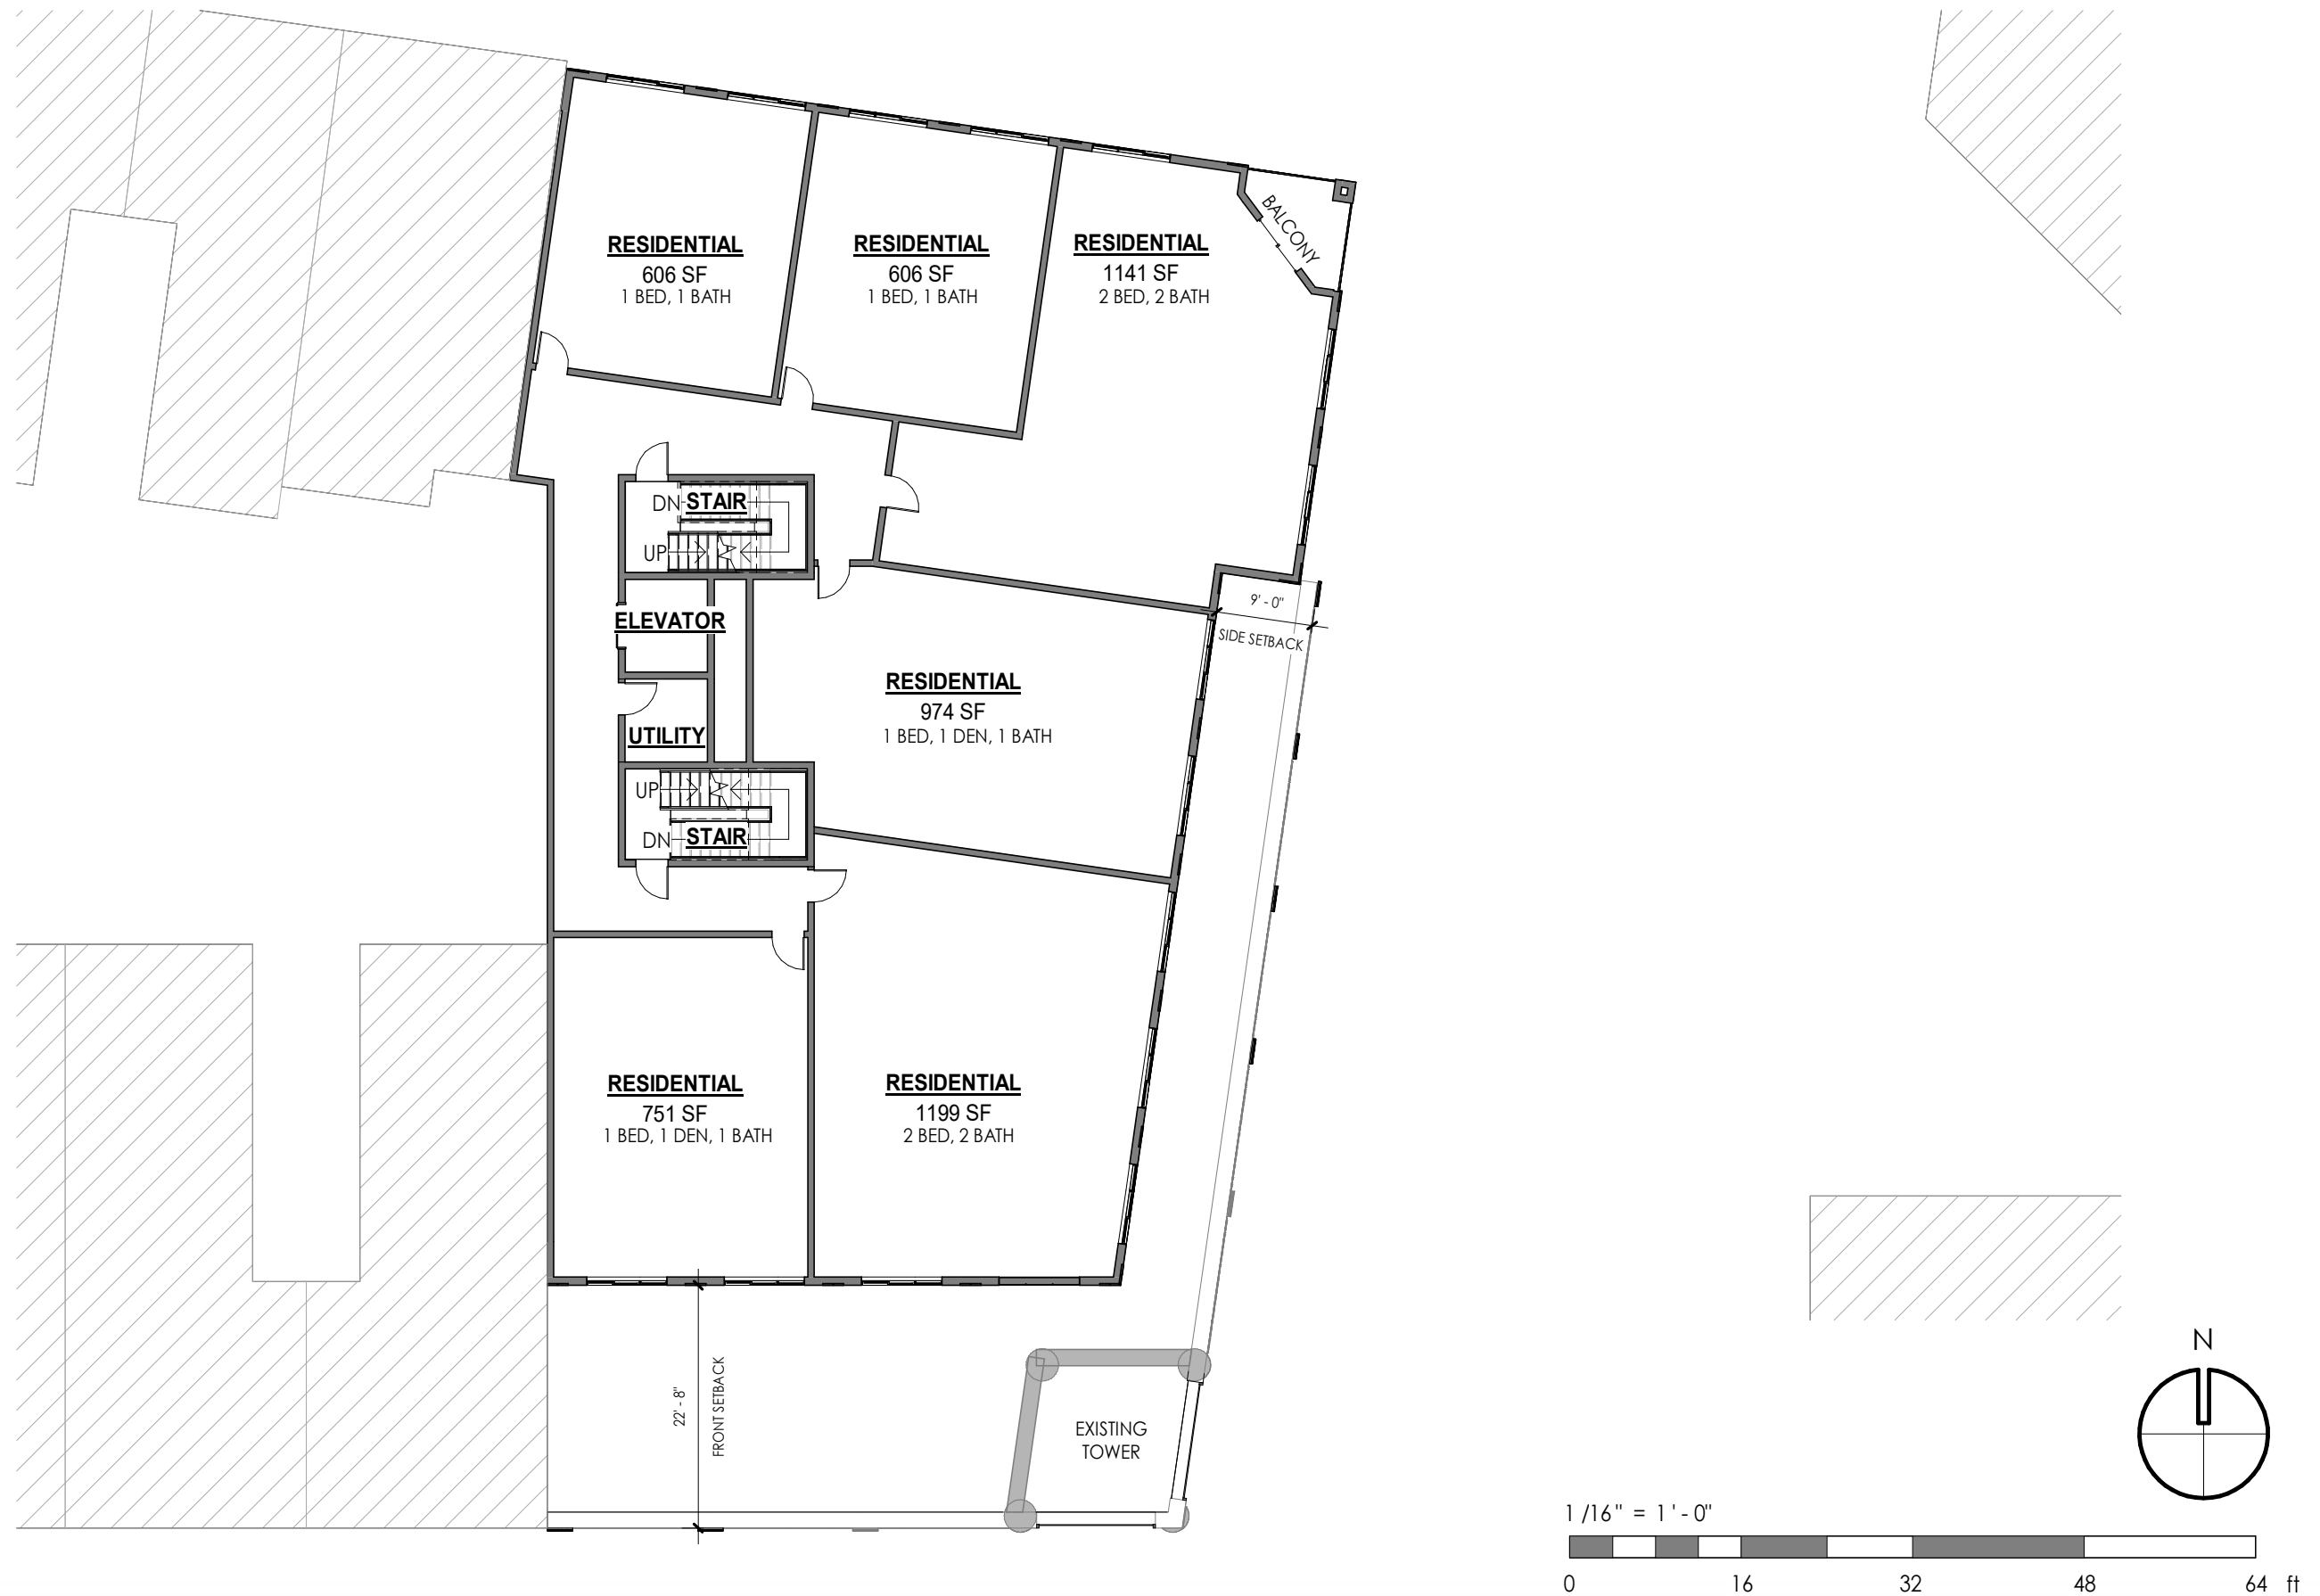 RESIDENTIAL
606 SF
1 BED, 1 BATH
RESIDENTIAL
606 SF
1 BED, 1 BATH
RESIDENTIAL
1141 SF
2 BED, 2 BATH
BALCONY
DN
STAIR
UP
ELEVATOR
9' - 0"
SIDE SETBACK
RESIDENTIAL
974 SF
1 BED, 1 DEN, 1 BATH
UTILITY
UP
DN
STAIR
RESIDENTIAL
751 SF
1 BED, 1 DEN, 1 BATH
RESIDENTIAL
1199 SF
2 BED, 2 BATH
22' - 8"
FRONT SETBACK
EXISTING
TOWER
N
1 /16" = 1 ' - 0"
0 16 32 48 64 ft